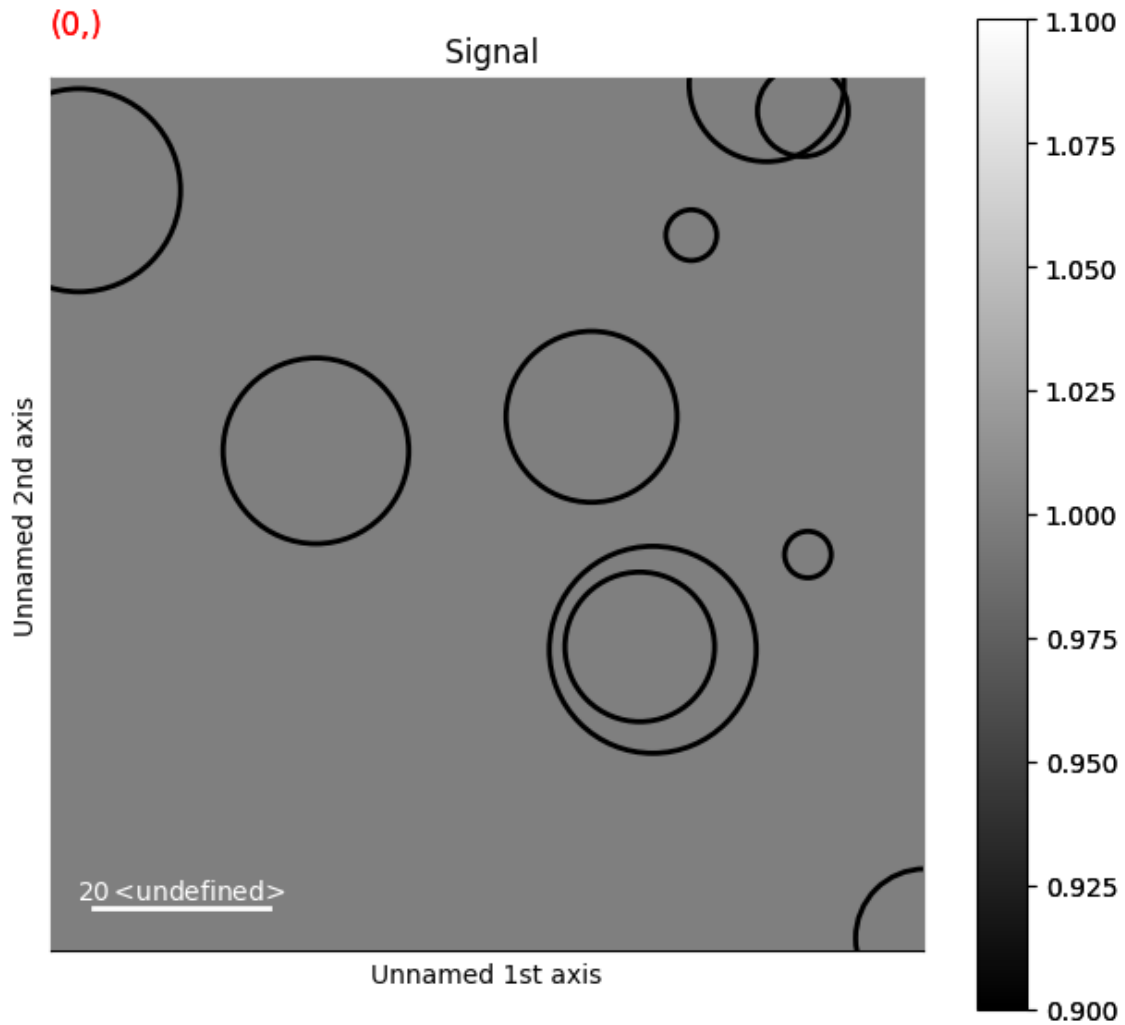 (0,)
Signal
Unnamed 2nd axis
20 <undefined>
Unnamed 1st axis
1.100
1.075
1.050
1.025
1.000
0.975
0.950
0.925
0.900